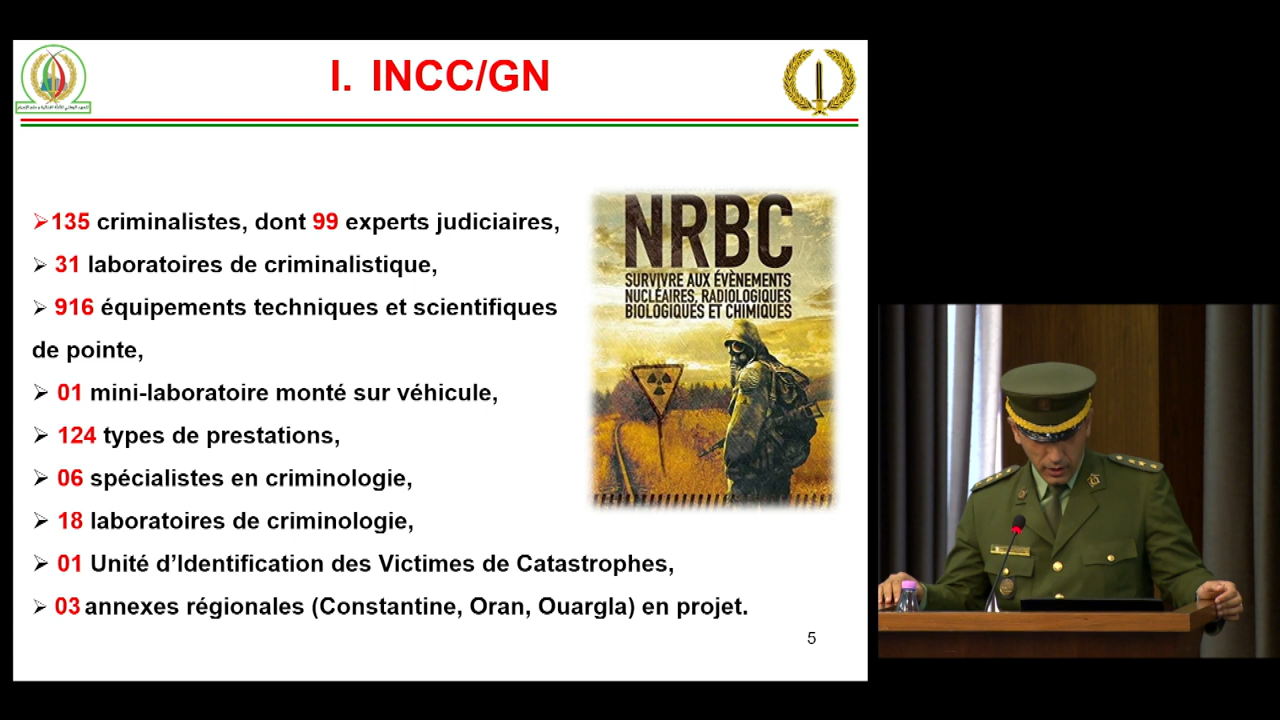 I. INCC/GN
135 criminalistes, dont 99 experts judiciaires,
31 laboratoires de criminalistique,
916 équipements techniques et scientifiques
de pointe,
01 mini-laboratoire monté sur véhicule,
124 types de prestations,
06 spécialistes en criminologie,
18 laboratoires de criminologie,
01 Unité d'Identification des Victimes de Catastrophes,
03 annexes régionales (Constantine, Oran, Ouargla) en projet.
NRBC
SURVIVRE AUX ÉVÈNEMENTS
NUCLÉAIRES, RADIOLOGIQUES
BIOLOGIQUES ET CHIMIQUES
5